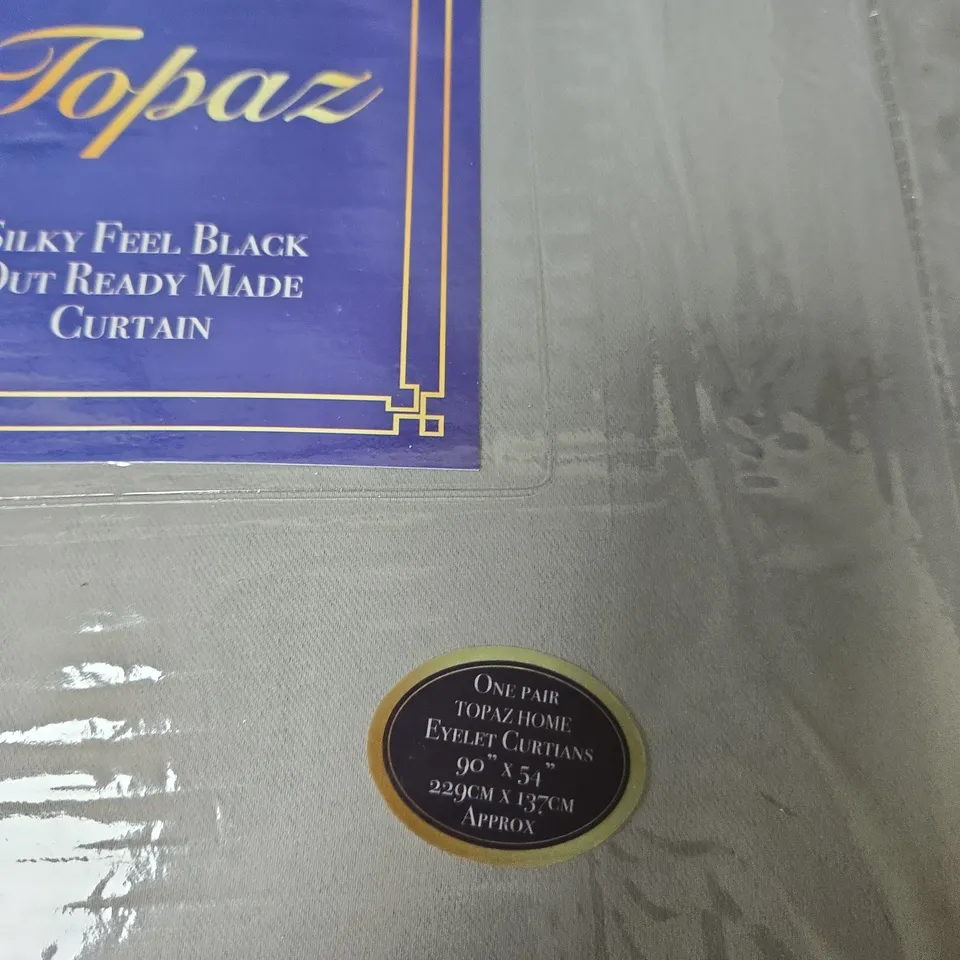 Topaz
Silky Feel Black
Out Ready Made
Curtain
One pair
Topaz Home
Eyelet Curtians
90" x 54"
229cm x 137cm
Approx